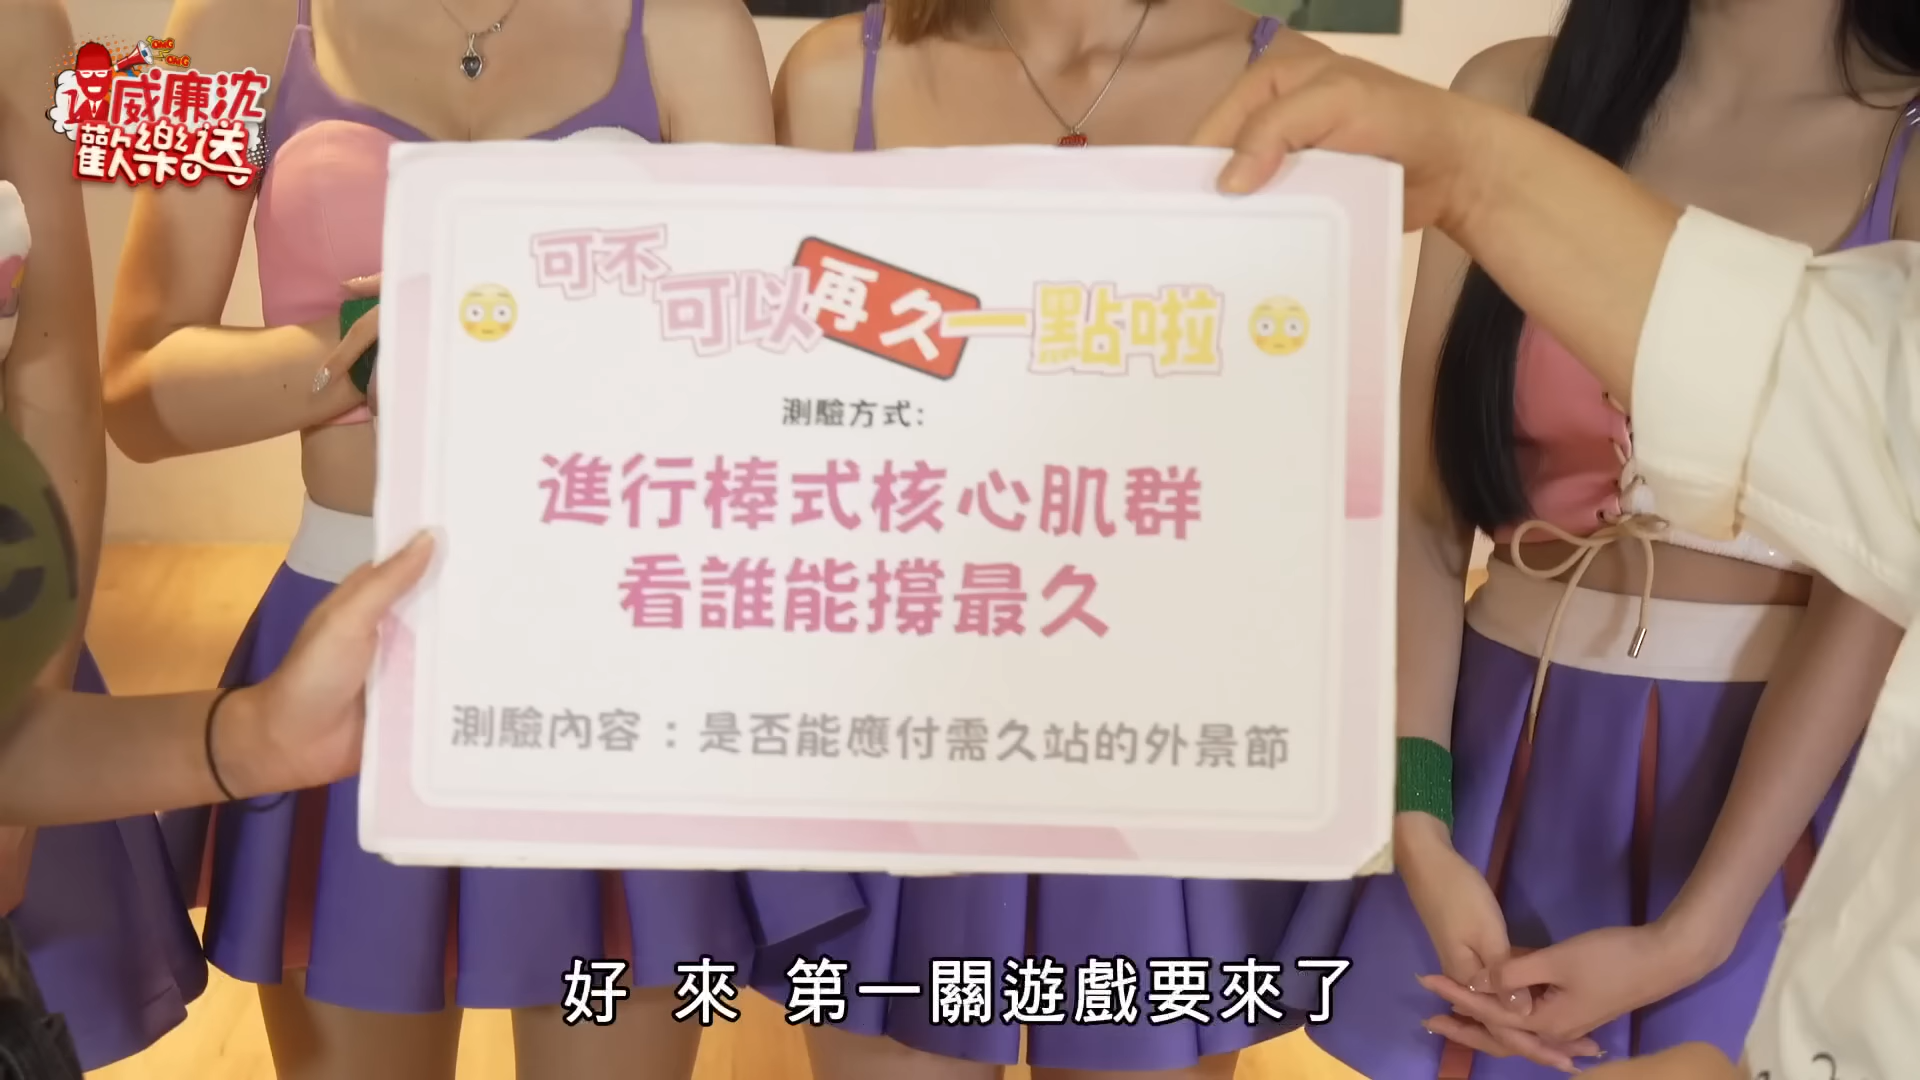 SONG SONG
威廉沈
歡樂送
可不可以再久一點啦
測驗方式:
進行棒式核心肌群
看誰能撐最久
測驗內容：是否能應付需久站的外景節
好 來 第一關遊戲要來了